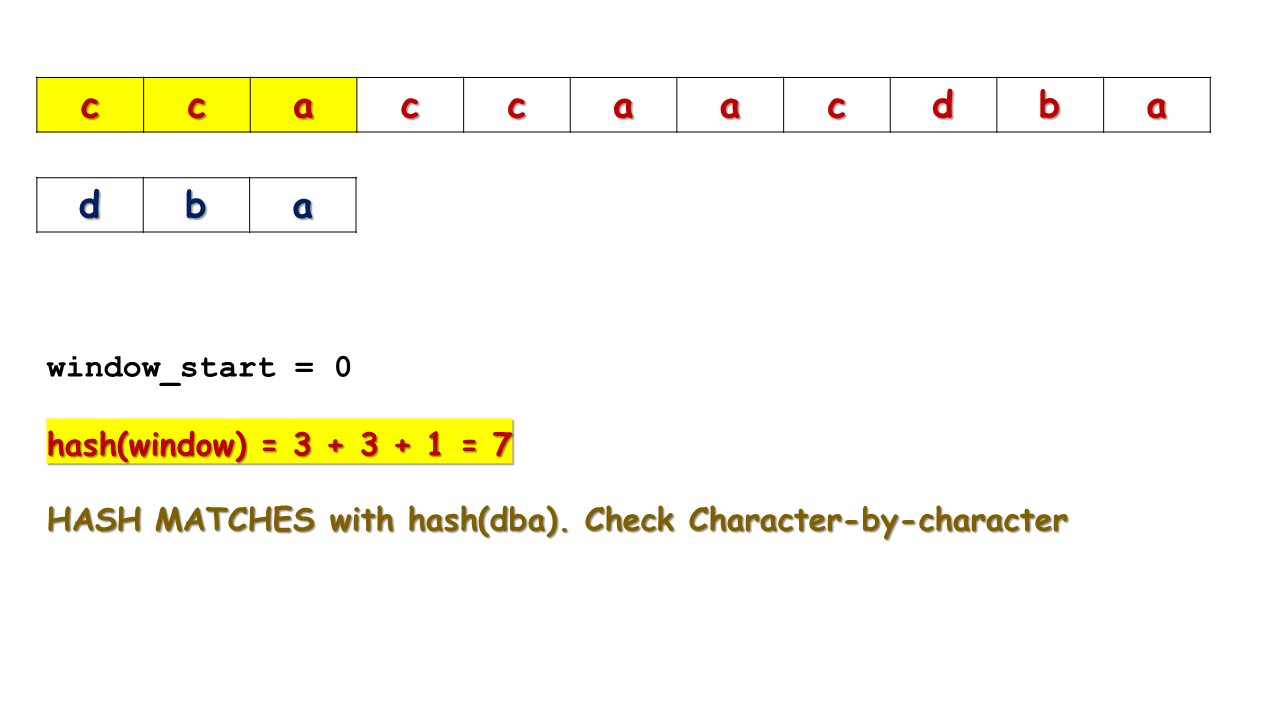 c c a c c a a c d b a
d b a
window_start = 0
hash(window) = 3 + 3 + 1 = 7
HASH MATCHES with hash(dba). Check Character-by-character